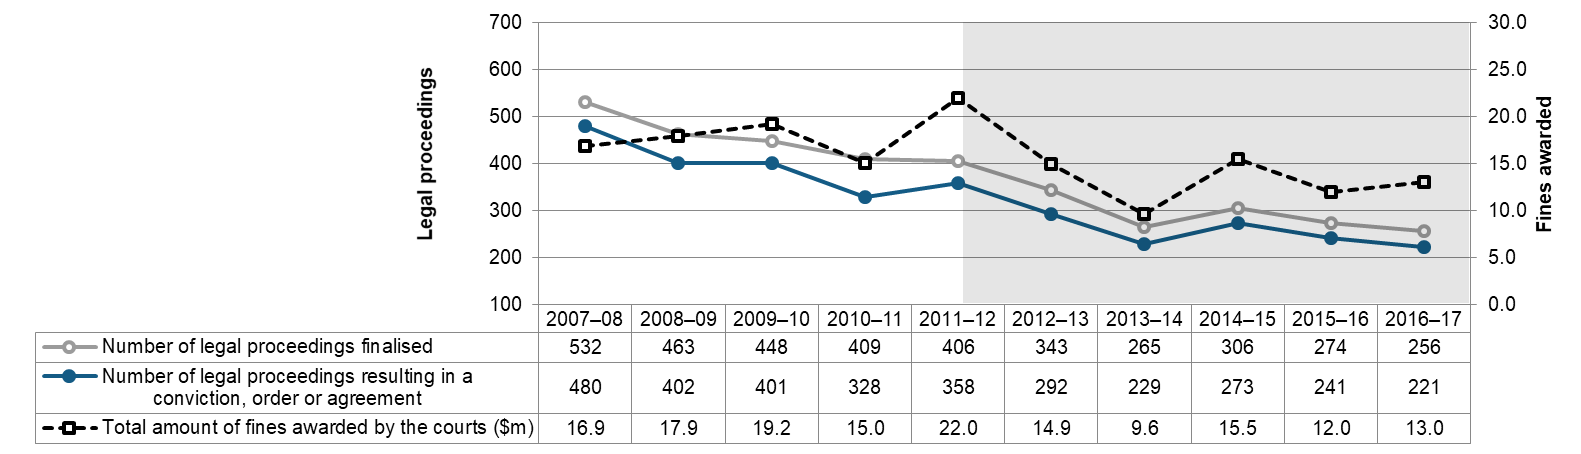 700
600
500
400
300
200
100
Legal proceedings
30.0
25.0
20.0
15.0
10.0
5.0
0.0
Fines awarded
2007–08 2008–09 2009–10 2010–11 2011–12 2012–13 2013–14 2014–15 2015–16 2016–17
Number of legal proceedings finalised 532 463 448 409 406 343 265 306 274 256
Number of legal proceedings resulting in a
conviction, order or agreement 480 402 401 328 358 292 229 273 241 221
Total amount of fines awarded by the courts ($m) 16.9 17.9 19.2 15.0 22.0 14.9 9.6 15.5 12.0 13.0